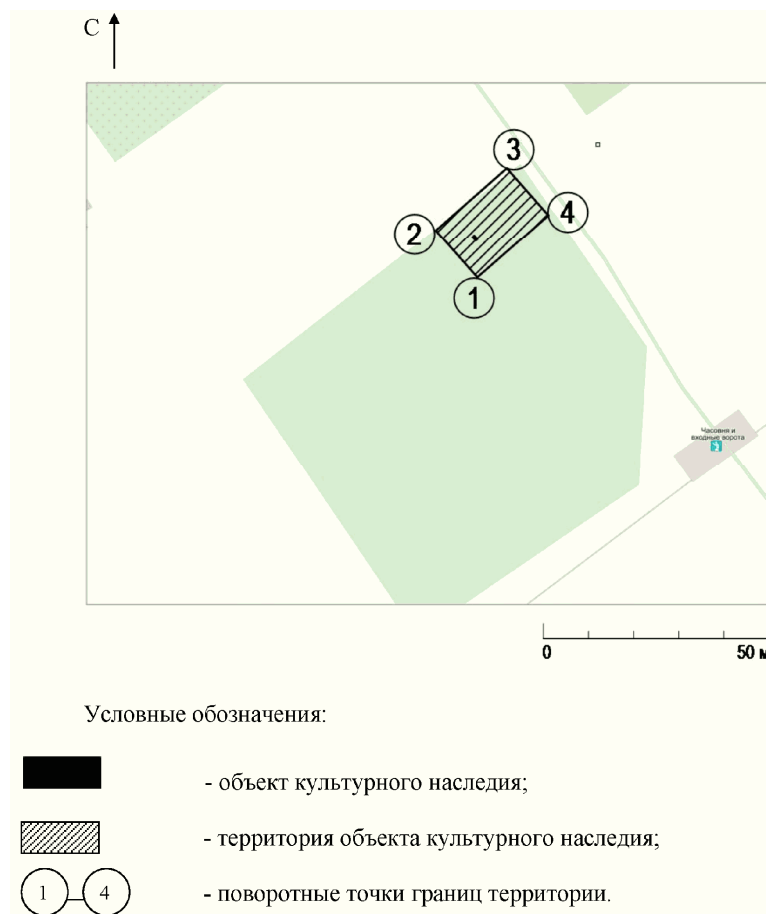 С
3
4
2
1
Часовня и
входные ворота
0 50 м
Условные обозначения:
- объект культурного наследия;
- территория объекта культурного наследия;
1 4 - поворотные точки границ территории.